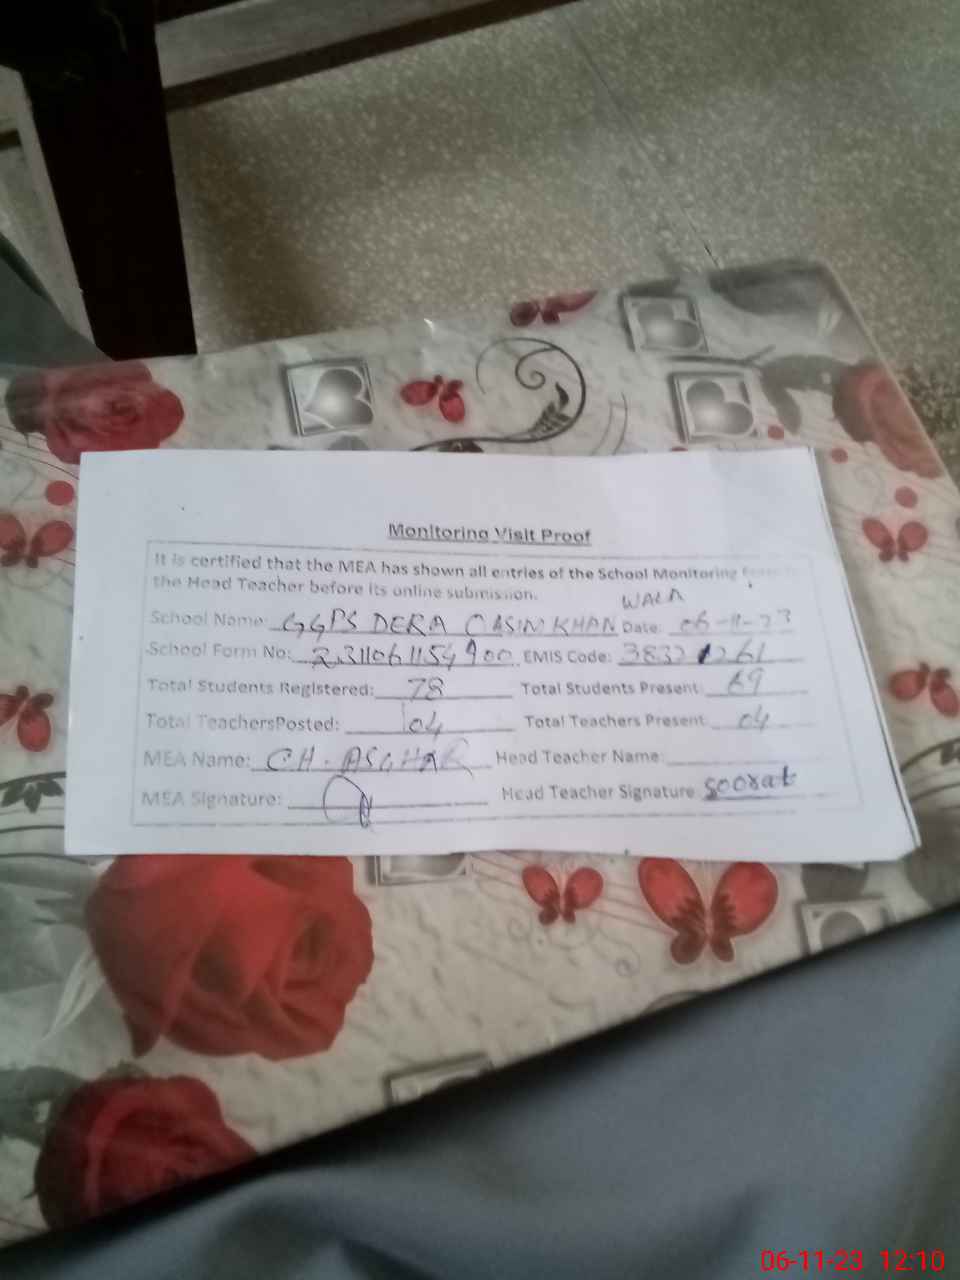 Monitoring Visit Proof
It is certified that the MEA has shown all entries of the School Monitoring
the Head Teacher before its online submission.
WALA
School Name: GGPS DERA QASIM KHAN Date: 06-11-23
School Form No: EMIS Code:
Total Students Registered: 78 Total Students Present: 69
Total TeachersPosted: 04 Total Teachers Present: 04
MEA Name: CH. ASGHAR Head Teacher Name:
MEA Signature: Head Teacher Signature: Soorat
06-11-23 12:10